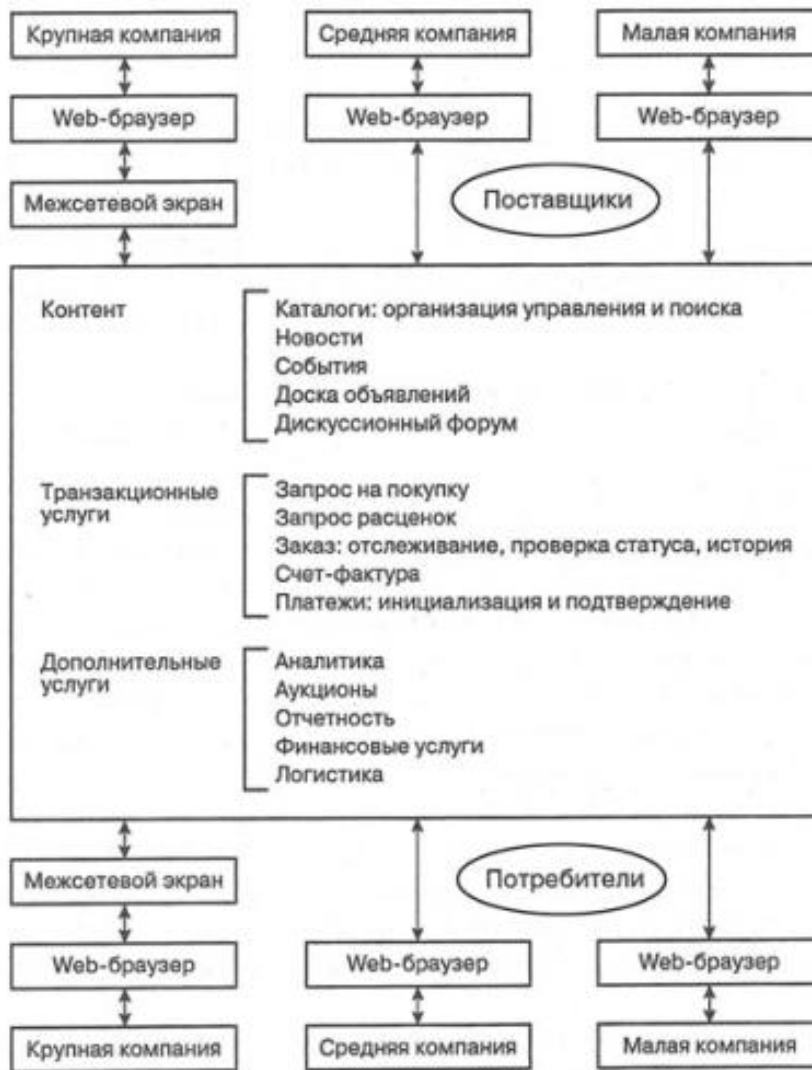 Крупная компания
Средняя компания
Малая компания
Web-браузер
Web-браузер
Web-браузер
Межсетевой экран
Поставщики
Контент
Каталоги: организация управления и поиска
Новости
События
Доска объявлений
Дискуссионный форум
Транзакционные
услуги
Запрос на покупку
Запрос расценок
Заказ: отслеживание, проверка статуса, история
Счет-фактура
Платежи: инициализация и подтверждение
Дополнительные
услуги
Аналитика
Аукционы
Отчетность
Финансовые услуги
Логистика
Межсетевой экран
Потребители
Web-браузер
Web-браузер
Web-браузер
Крупная компания
Средняя компания
Малая компания